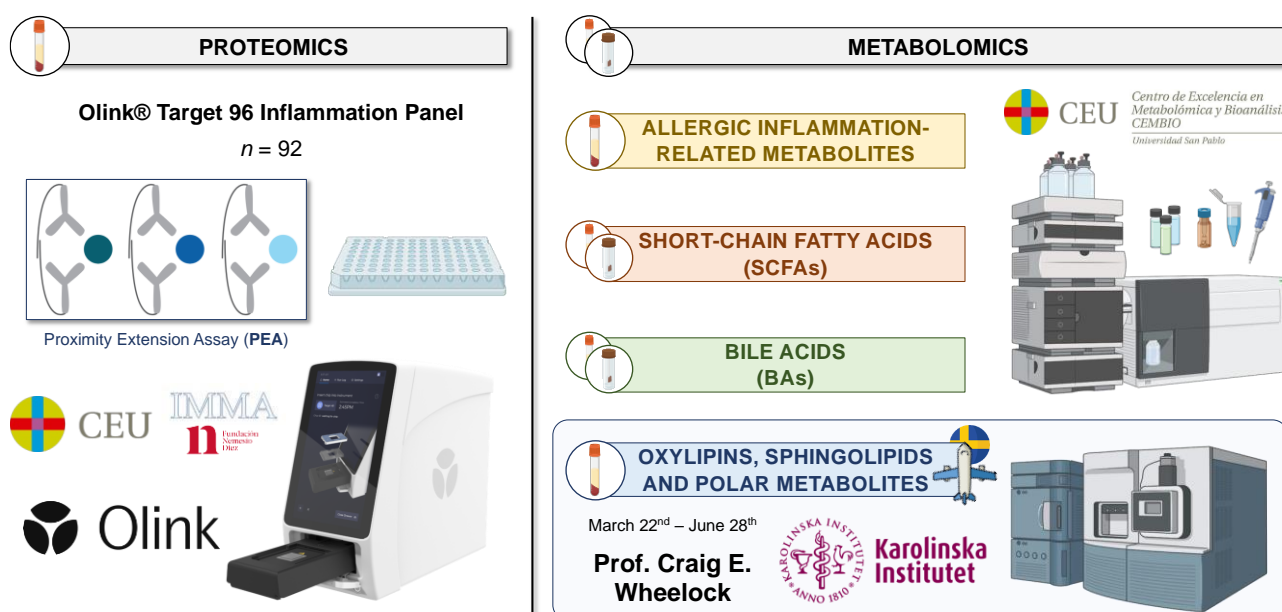 PROTEOMICS
Olink® Target 96 Inflammation Panel
n = 92
Proximity Extension Assay (PEA)
CEU
IMMA
n
Fundación
Nemesio
Díez
Olink
METABOLOMICS
CEU
Centro de Excelencia en
Metabolómica y Bioanálisis
CEMBIO
Universidad San Pablo
ALLERGIC INFLAMMATION-
RELATED METABOLITES
SHORT-CHAIN FATTY ACIDS
(SCFAs)
BILE ACIDS
(BAs)
OXYLIPINS, SPHINGOLIPIDS
AND POLAR METABOLITES
March 22nd – June 28th
Prof. Craig E.
Wheelock
KAROLINSKA INSTITUTET
ANNO 1810
Karolinska
Institutet